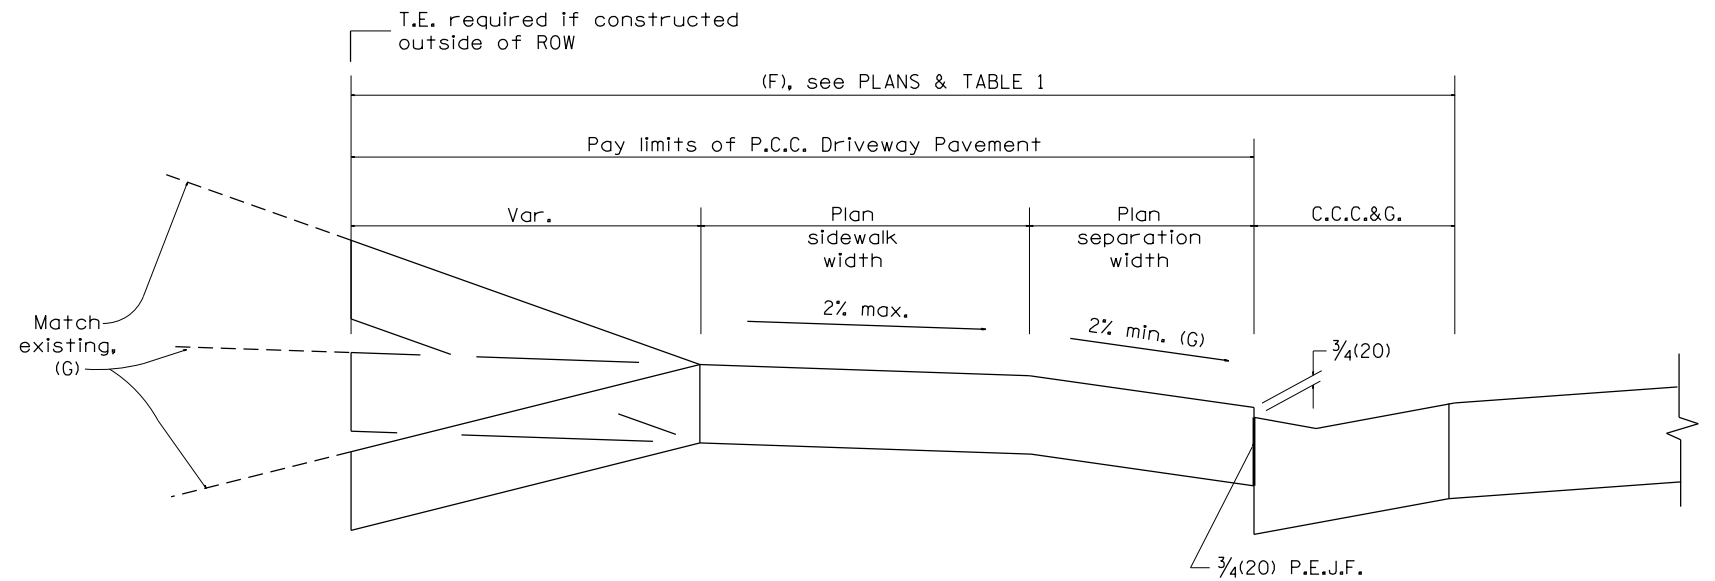 T.E. required if constructed
outside of ROW
(F), see PLANS & TABLE 1
Pay limits of P.C.C. Driveway Pavement
Var.
Plan
sidewalk
width
Plan
separation
width
C.C.C.&G.
2% max.
2% min. (G)
Match
existing,
(G)
¾(20)
¾(20) P.E.J.F.